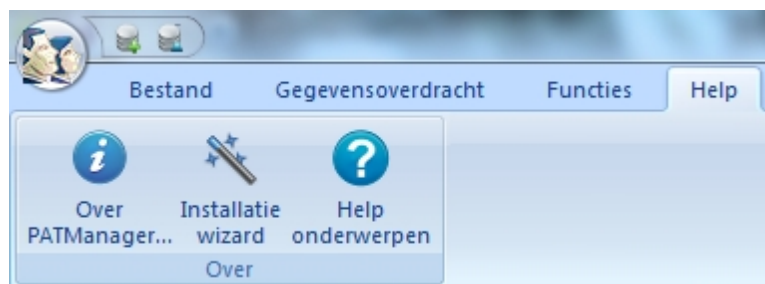 Bestand Gegevensoverdracht Functies Help
Over Installatie Help
PATManager... wizard onderwerpen
Over